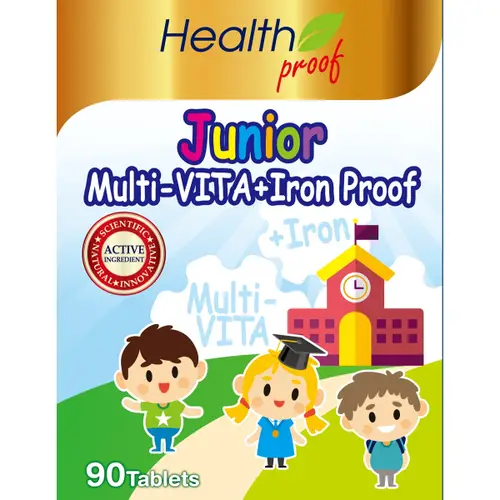 Health
proof
Junior
Multi-VITA+Iron Proof
+Iron
SCIENTIFIC
NATURAL INNOVATIVE
ACTIVE
INGREDIENT
Multi-
VITA
90Tablets